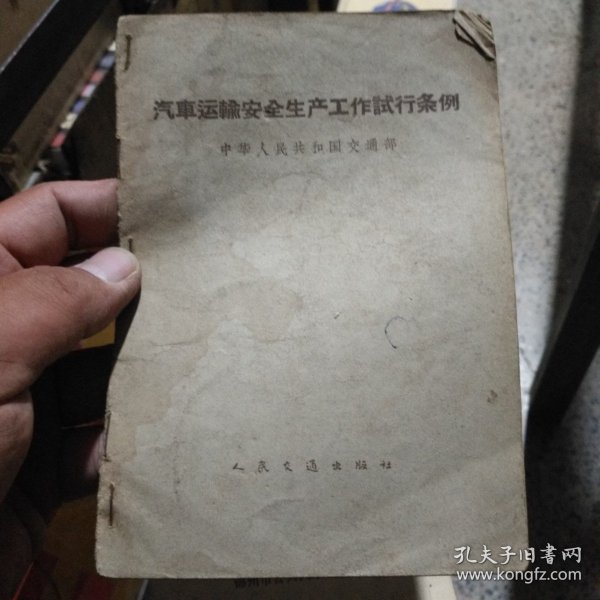 汽車运輸安全生产工作試行条例
中华人民共和国交通部
人民交通出版社
孔夫子旧书网
www.kongfz.com